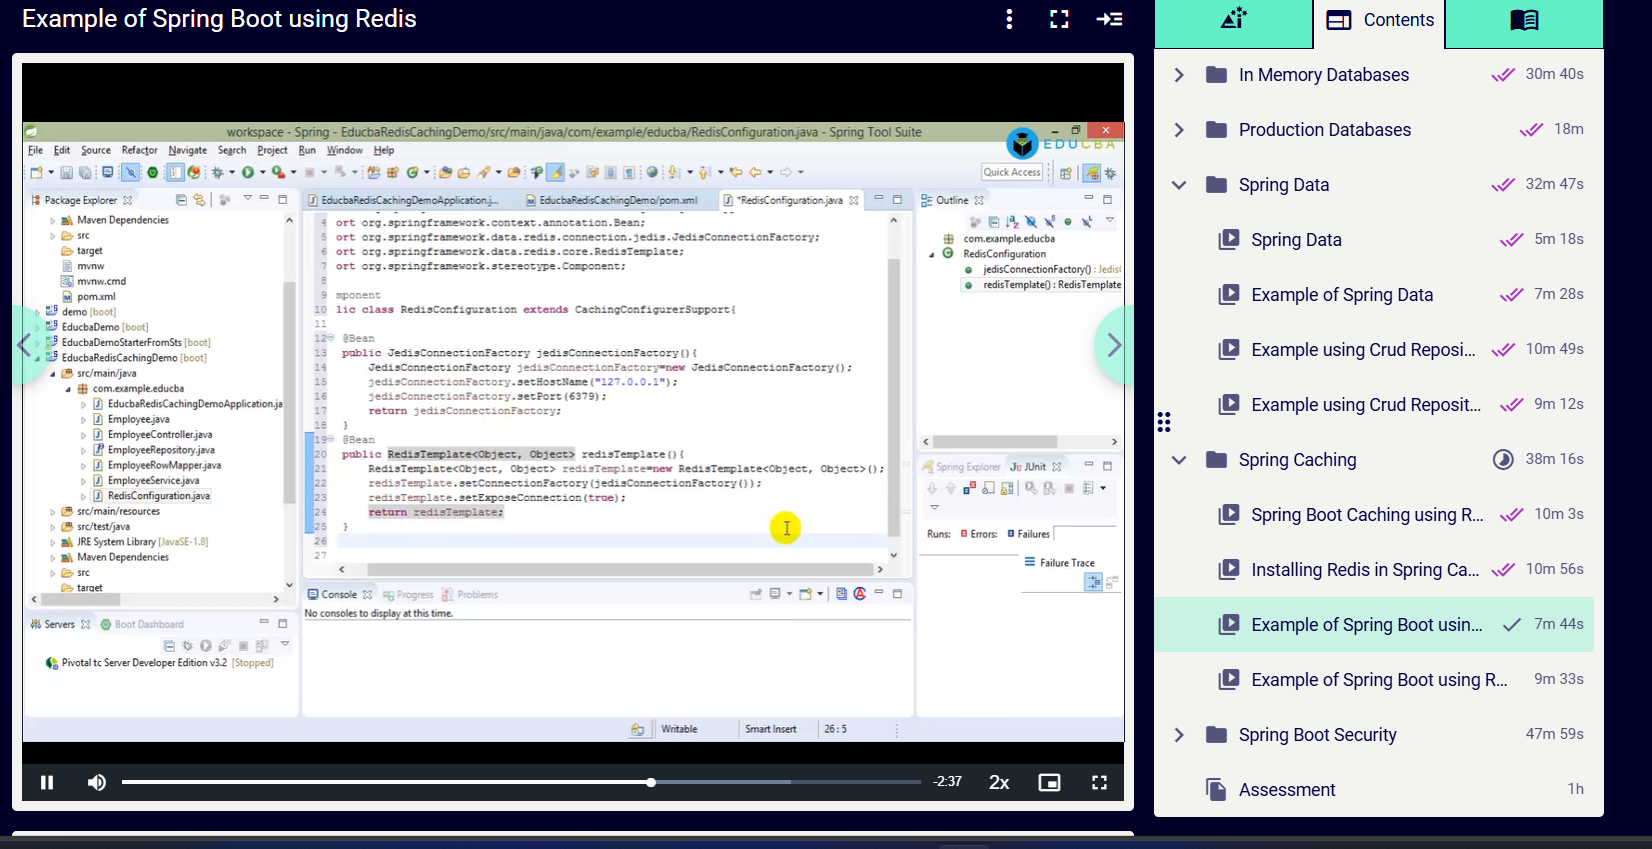 Example of Spring Boot using Redis
workspace - Spring - EducbaRedisCachingDemo/src/main/java/com/example/educba/RedisConfiguration.java - Spring Tool Suite
EDUCBA
File Edit Source Refactor Navigate Search Project Run Window Help
Quick Access
Package Explorer
Maven Dependencies
src
target
mvnw
mvnw.cmd
pom.xml
demo [boot]
EducbaDemo [boot]
EducbaDemoStarterFromSts [boot]
EducbaRedisCachingDemo [boot]
src/main/java
com.example.educba
EducbaRedisCachingDemoApplication.ja
Employee.java
EmployeeController.java
EmployeeRepository.java
EmployeeRowMapper.java
EmployeeService.java
RedisConfiguration.java
src/main/resources
src/test/java
JRE System Library [JavaSE-1.8]
Maven Dependencies
src
target
Servers Boot Dashboard
Pivotal tc Server Developer Edition v3.2 [Stopped]
EducbaRedisCachingDemoApplication.j... EducbaRedisCachingDemo/pom.xml *RedisConfiguration.java
4 ort org.springframework.context.annotation.Bean;
5 ort org.springframework.data.redis.connection.jedis.JedisConnectionFactory;
6 ort org.springframework.data.redis.core.RedisTemplate;
7 ort org.springframework.stereotype.Component;
8
9 mponent
10 lic class RedisConfiguration extends CachingConfigurerSupport{
11
12 @Bean
13 public JedisConnectionFactory jedisConnectionFactory(){
14 JedisConnectionFactory jedisConnectionFactory=new JedisConnectionFactory();
15 jedisConnectionFactory.setHostName("127.0.0.1");
16 jedisConnectionFactory.setPort(6379);
17 return jedisConnectionFactory;
18 }
19 @Bean
20 public RedisTemplate<Object, Object> redisTemplate(){
21 RedisTemplate<Object, Object> redisTemplate=new RedisTemplate<Object, Object>();
22 redisTemplate.setConnectionFactory(jedisConnectionFactory());
23 redisTemplate.setExposeConnection(true);
24 return redisTemplate;
25 }
26
27
Console Progress Problems
No consoles to display at this time.
Outline
com.example.educba
RedisConfiguration
jedisConnectionFactory() : Jedis
redisTemplate() : RedisTemplate
Spring Explorer JUnit
Runs: Errors: Failures
Failure Trace
Writable Smart Insert 26 : 5
-2:37 2x
Contents
In Memory Databases 30m 40s
Production Databases 18m
Spring Data 32m 47s
Spring Data 5m 18s
Example of Spring Data 7m 28s
Example using Crud Reposi... 10m 49s
Example using Crud Reposit... 9m 12s
Spring Caching 38m 16s
Spring Boot Caching using R... 10m 3s
Installing Redis in Spring Ca... 10m 56s
Example of Spring Boot usin... 7m 44s
Example of Spring Boot using R... 9m 33s
Spring Boot Security 47m 59s
Assessment 1h